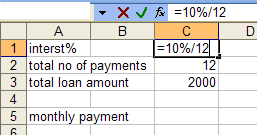 fx =10%/12
A B C D
1 interst% =10%/12
2 total no of payments 12
3 total loan amount 2000
4
5 monthly payment